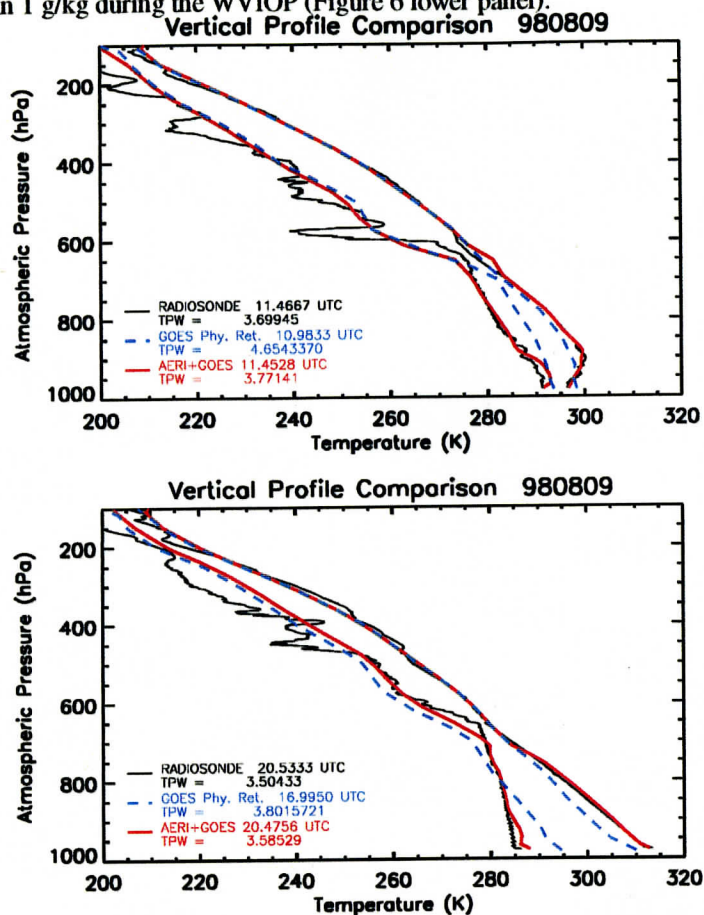 n 1 g/kg during the WVIOP (Figure 6 lower panel).
Vertical Profile Comparison 980809
Atmospheric Pressure (hPa)
200
400
600
800
1000
RADIOSONDE 11.4667 UTC
TPW = 3.69945
GOES Phy. Ret. 10.9833 UTC
TPW = 4.6543370
AERI+GOES 11.4528 UTC
TPW = 3.77141
200 220 240 260 280 300 320
Temperature (K)
Vertical Profile Comparison 980809
Atmospheric Pressure (hPa)
200
400
600
800
1000
RADIOSONDE 20.5333 UTC
TPW = 3.50433
GOES Phy. Ret. 16.9950 UTC
TPW = 3.8015721
AERI+GOES 20.4756 UTC
TPW = 3.58529
200 220 240 260 280 300 320
Temperature (K)